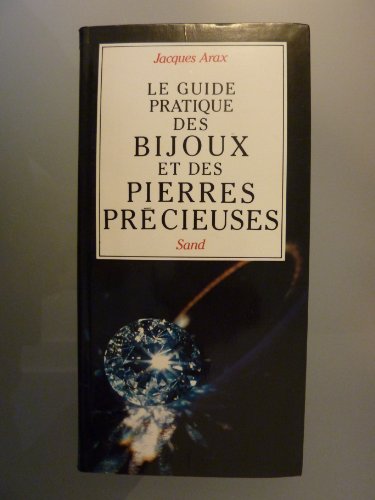 Jacques Arax
LE GUIDE
PRATIQUE
DES
BIJOUX
ET DES
PIERRES
PRÉCIEUSES
Sand